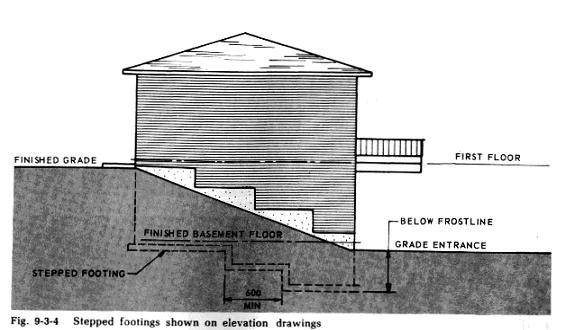 FINISHED GRADE
FIRST FLOOR
BELOW FROSTLINE
FINISHED BASEMENT FLOOR
GRADE ENTRANCE
STEPPED FOOTING
600
MIN
Fig. 9-3-4 Stepped footings shown on elevation drawings